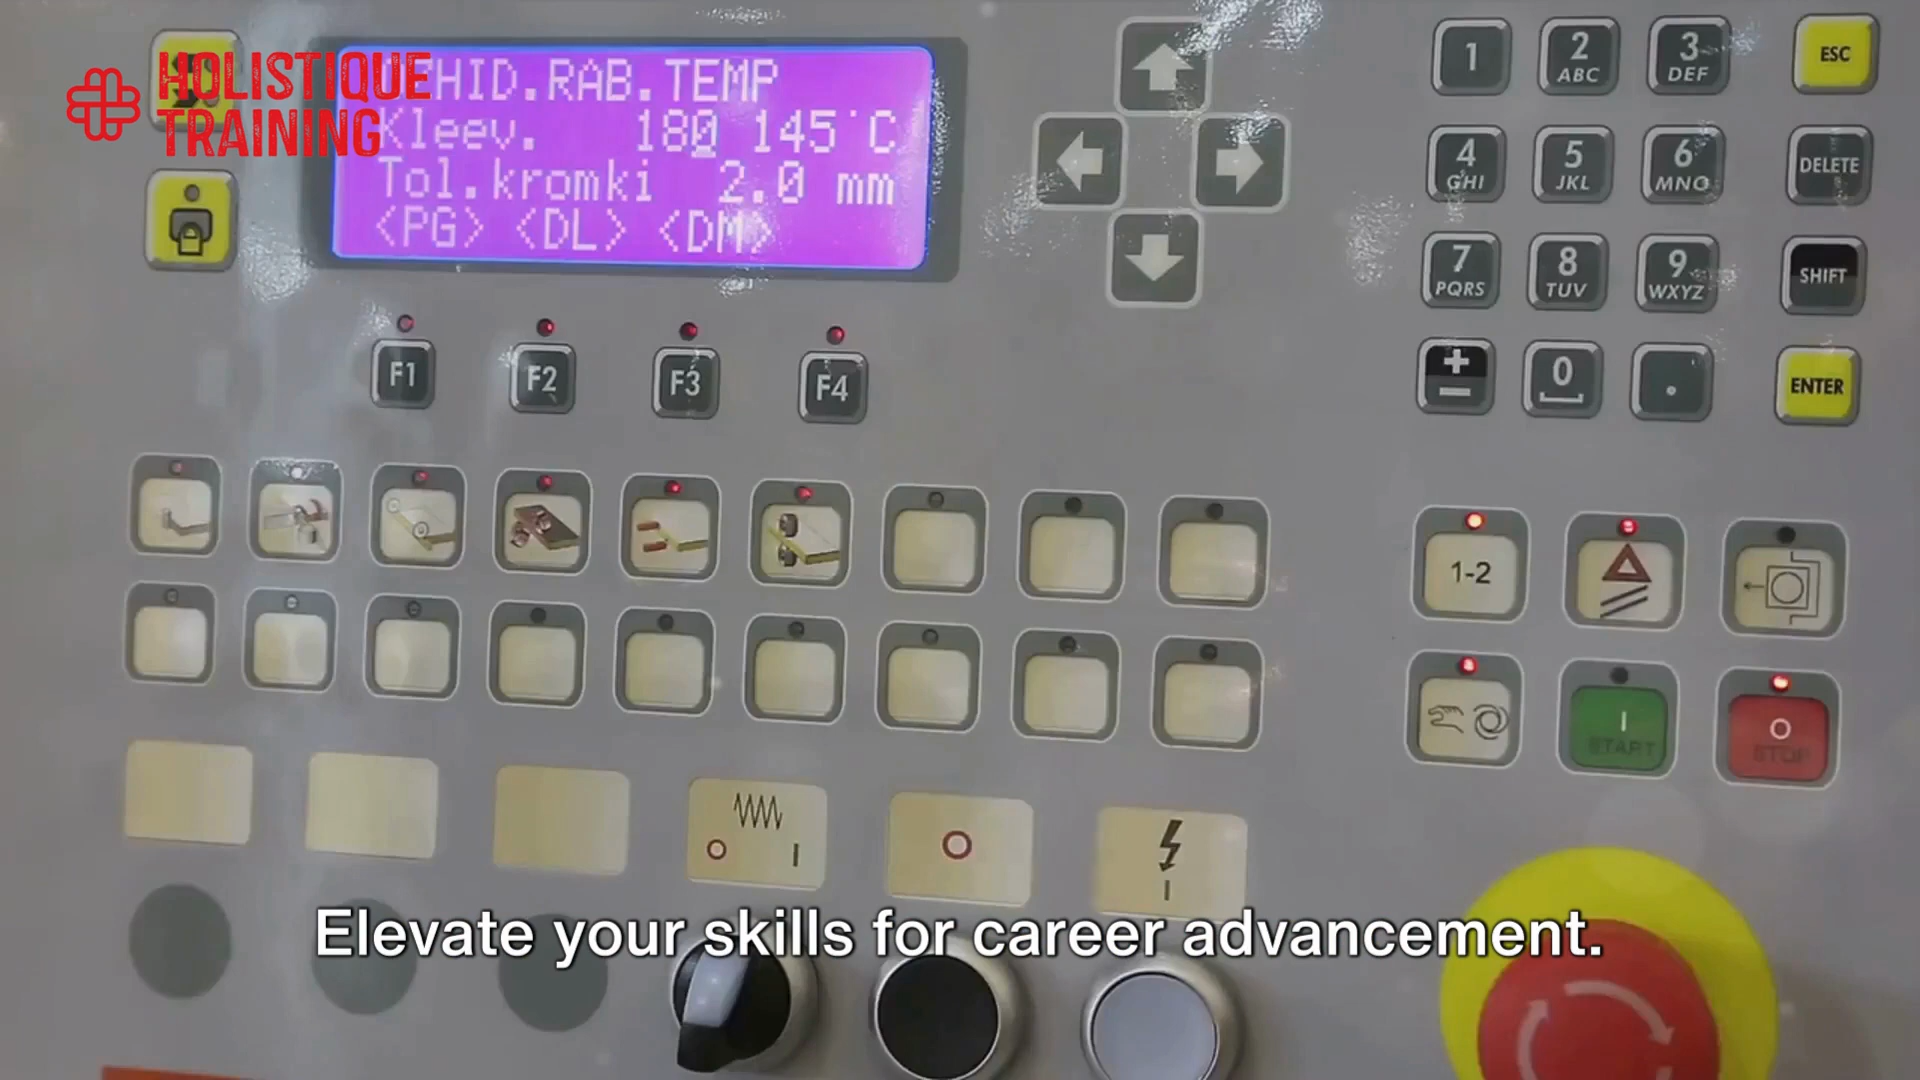 HOLISTIQUE
TRAINING
HID.RAB.TEMP
Kleev. 180 145°C
Tol.kromki 2.0 mm
<PG> <DL> <DM>
1
2 ABC
3 DEF
ESC
4 GHI
5 JKL
6 MNO
DELETE
7 PQRS
8 TUV
9 WXYZ
SHIFT
+
−
0
.
ENTER
F1
F2
F3
F4
1-2
I
START
O
STOP
O I
O
I
Elevate your skills for career advancement.